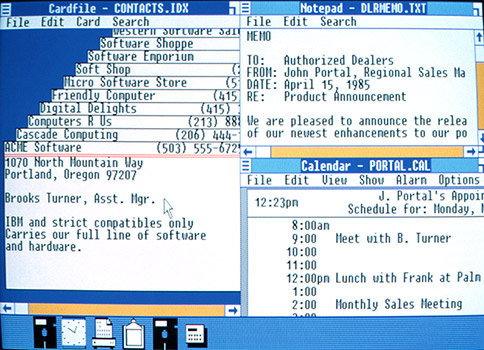 Cardfile - CONTACTS.IDX
File Edit Card Search
Western Software Sale
Software Shoppe
Software Emporium
Soft Shop (2
Micro Software Store (5
Friendly Computer (415
Digital Delights (415)
Computers R Us (213) 88
Cascade Computing (206) 444-
ACME Software (503) 555-672
1070 North Mountain Way
Portland, Oregon 97207
Brooks Turner, Asst. Mgr.
IBM and strict compatibles only
Carries our full line of software
and hardware.
Notepad - DLRMEMO.TXT
File Edit Search
MEMO
TO: Authorized Dealers
FROM: John Portal, Regional Sales Ma
DATE: April 15, 1985
RE: Product Announcement
We are pleased to announce the relea
of our newest enhancements to our po
Calendar - PORTAL.CAL
File Edit View Show Alarm Options
12:23pm
J. Portal's Appoin
Schedule for: Monday, M
8:00am
9:00 Meet with B. Turner
10:00
11:00
12:00pm Lunch with Frank at Palm
1:00
2:00 Monthly Sales Meeting